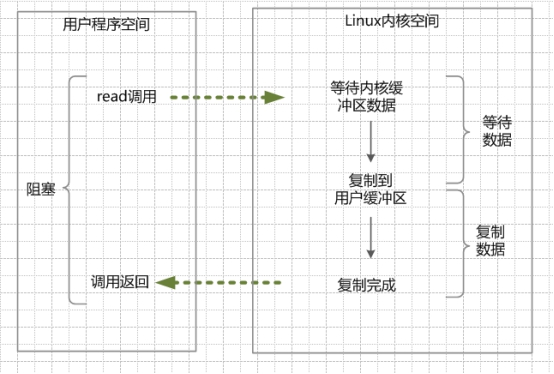 用户程序空间
Linux内核空间
read调用
等待内核缓
冲区数据
等待
数据
阻塞
复制到
用户缓冲区
复制
数据
调用返回
复制完成